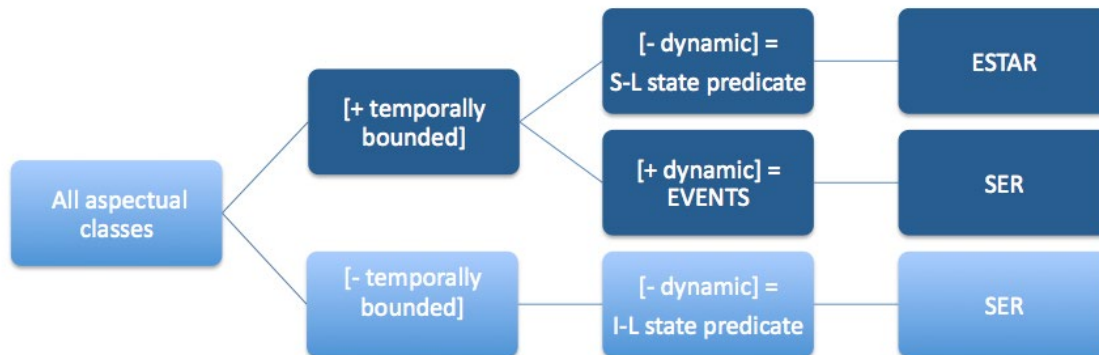 [- dynamic] =
S-L state predicate
ESTAR
[+ temporally
bounded]
[+ dynamic] =
EVENTS
SER
All aspectual
classes
[- temporally
bounded]
[- dynamic] =
I-L state predicate
SER